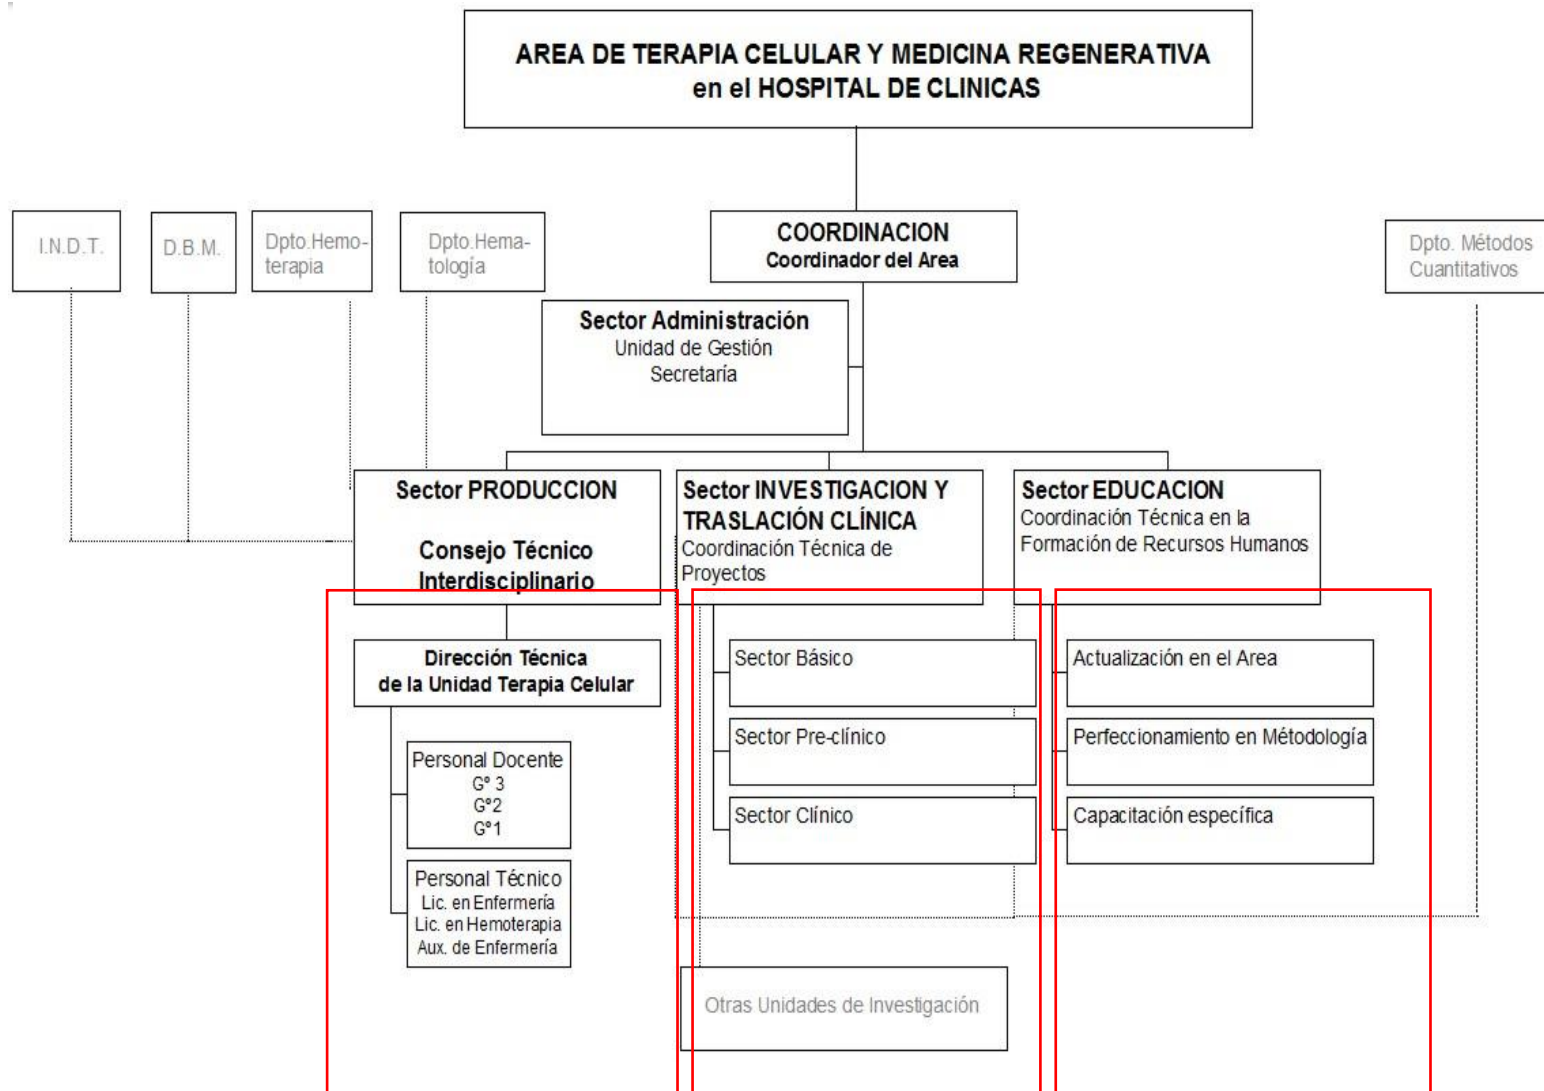 AREA DE TERAPIA CELULAR Y MEDICINA REGENERATIVA
en el HOSPITAL DE CLINICAS
I.N.D.T.
D.B.M.
Dpto.Hemo-
terapia
Dpto.Hema-
tología
COORDINACION
Coordinador del Area
Dpto. Métodos
Cuantitativos
Sector Administración
Unidad de Gestión
Secretaría
Sector PRODUCCION
Consejo Técnico
Interdisciplinario
Sector INVESTIGACION Y
TRASLACIÓN CLÍNICA
Coordinación Técnica de
Proyectos
Sector EDUCACION
Coordinación Técnica en la
Formación de Recursos Humanos
Dirección Técnica
de la Unidad Terapia Celular
Personal Docente
Gº 3
Gº2
Gº1
Personal Técnico
Lic. en Enfermería
Lic. en Hemoterapia
Aux. de Enfermería
Sector Básico
Sector Pre-clínico
Sector Clínico
Otras Unidades de Investigación
Actualización en el Area
Perfeccionamiento en Métodología
Capacitación específica